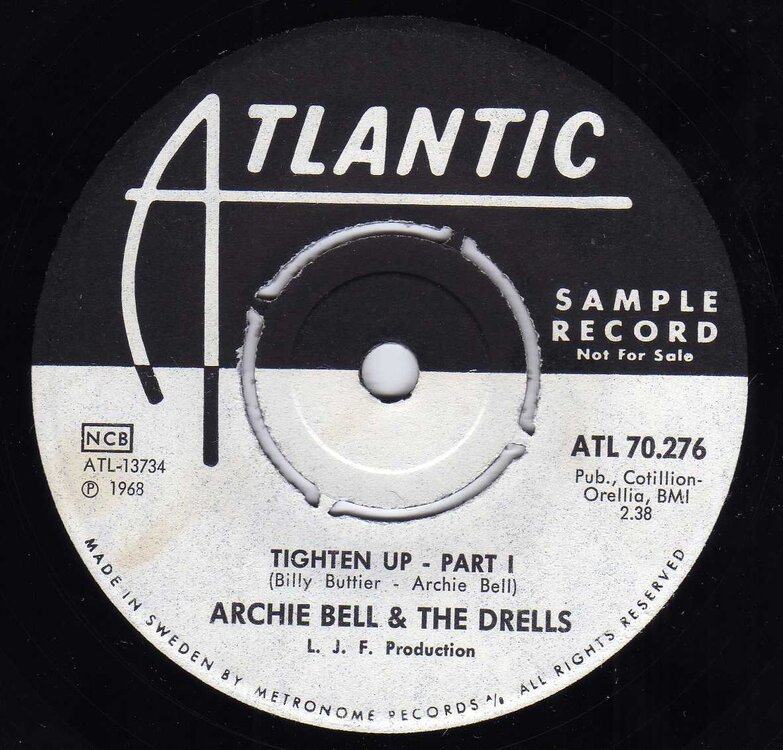 ATLANTIC
SAMPLE
RECORD
Not For Sale
NCB
ATL-13734
Ⓟ 1968
ATL 70.276
Pub., Cotillion-
Orellia, BMI
2.38
TIGHTEN UP - PART I
(Billy Buttier - Archie Bell)
ARCHIE BELL & THE DRELLS
L. J. F. Production
MADE IN SWEDEN BY METRONOME RECORDS A/B ALL RIGHTS RESERVED